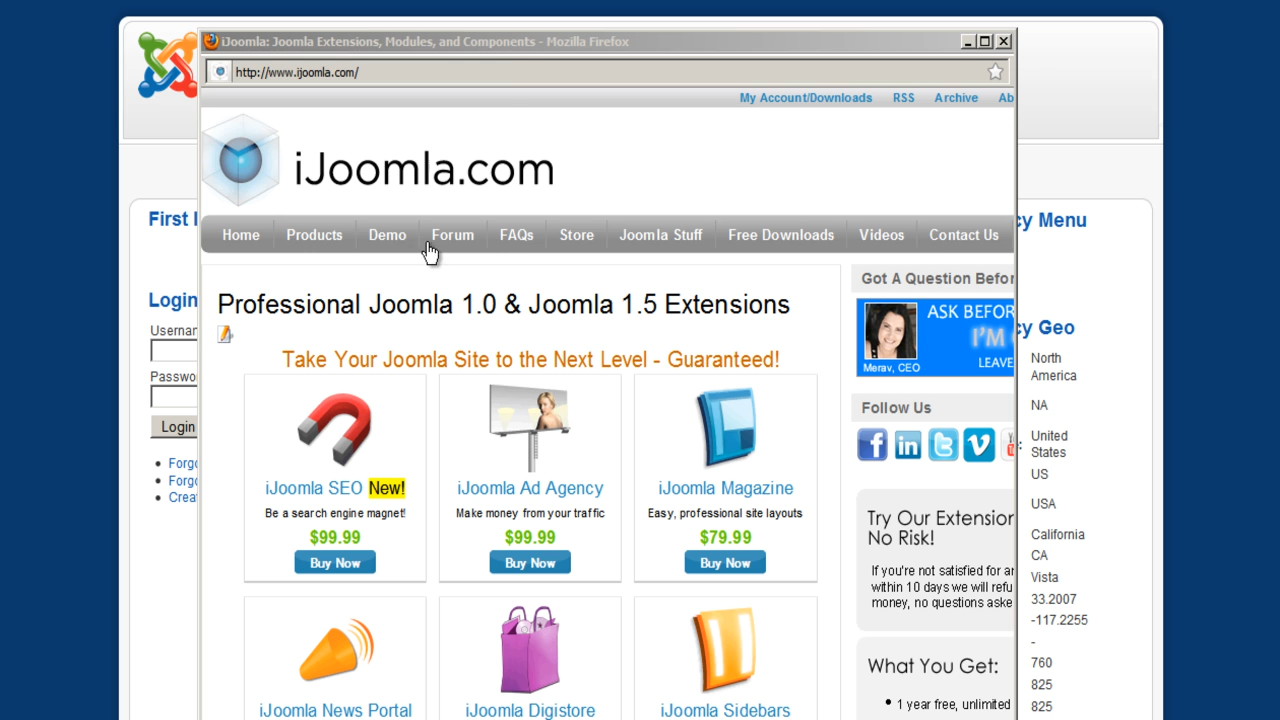 iJoomla: Joomla Extensions, Modules, and Components - Mozilla Firefox
http://www.ijoomla.com/
My Account/Downloads RSS Archive Ab
iJoomla.com
Home Products Demo Forum FAQs Store Joomla Stuff Free Downloads Videos Contact Us
Professional Joomla 1.0 & Joomla 1.5 Extensions
Take Your Joomla Site to the Next Level - Guaranteed!
iJoomla SEO New!
Be a search engine magnet!
$99.99
Buy Now
iJoomla Ad Agency
Make money from your traffic
$99.99
Buy Now
iJoomla Magazine
Easy, professional site layouts
$79.99
Buy Now
iJoomla News Portal
iJoomla Digistore
iJoomla Sidebars
Got A Question Befor
ASK BEFOR
I'M
LEAVE
Merav, CEO
Follow Us
Try Our Extension
No Risk!
If you're not satisfied for an
within 10 days we will refu
money, no questions aske
What You Get:
1 year free, unlimited
First
Login
Userna
Passwo
Login
Forgo
Forgo
Crea
cy Menu
cy Geo
North
America
NA
United
States
US
USA
California
CA
Vista
33.2007
-117.2255
-
760
825
825